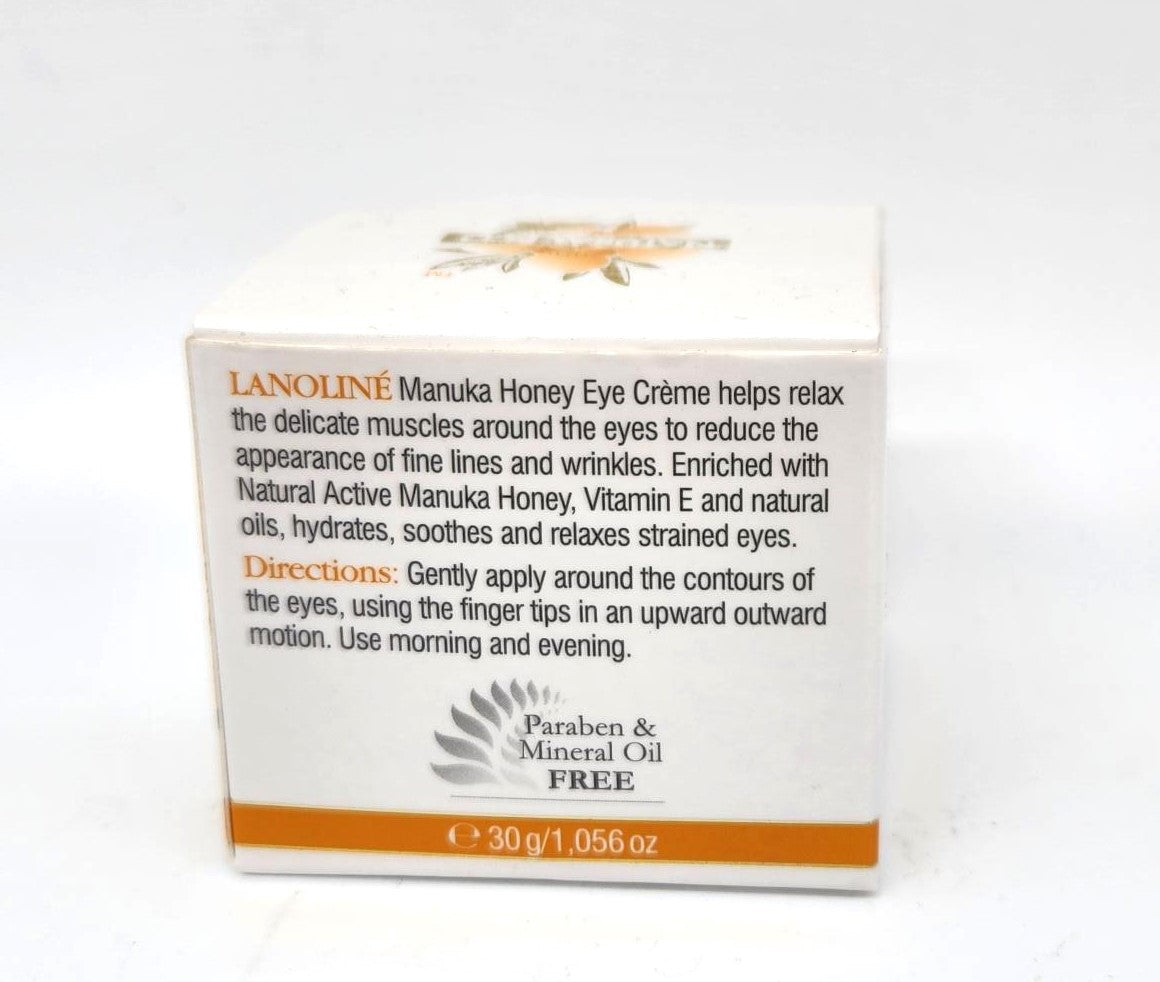 LANOLINÉ Manuka Honey Eye Crème helps relax
the delicate muscles around the eyes to reduce the
appearance of fine lines and wrinkles. Enriched with
Natural Active Manuka Honey, Vitamin E and natural
oils, hydrates, soothes and relaxes strained eyes.
Directions: Gently apply around the contours of
the eyes, using the finger tips in an upward outward
motion. Use morning and evening.
Paraben &
Mineral Oil
FREE
℮ 30 g/1,056 oz